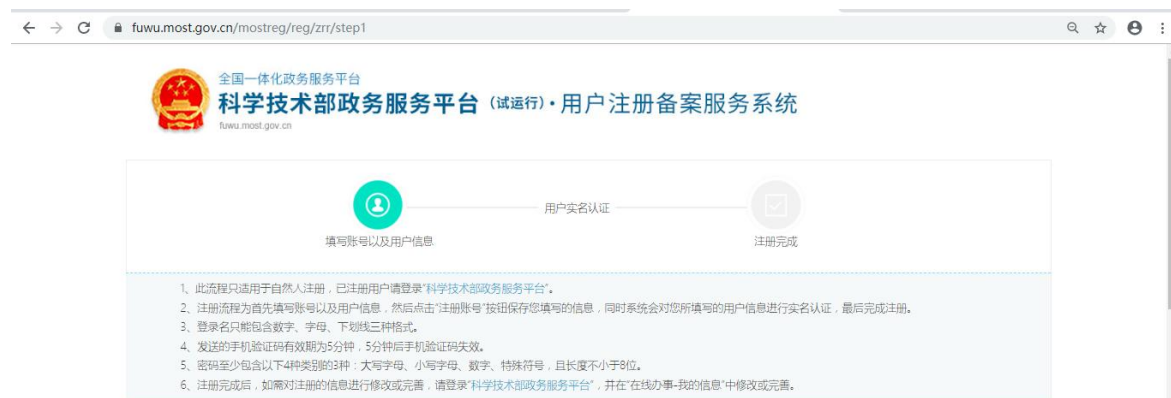 fuwu.most.gov.cn/mostreg/reg/zrr/step1
全国一体化政务服务平台
科学技术部政务服务平台（试运行）·用户注册备案服务系统
fuwu.most.gov.cn
用户实名认证
填写账号以及用户信息
注册完成
1、此流程只适用于自然人注册，已注册用户请登录“科学技术部政务服务平台”。
2、注册流程为首先填写账号以及用户信息，然后点击“注册账号”按钮保存您填写的信息，同时系统会对您所填写的用户信息进行实名认证，最后完成注册。
3、登录名只能包含数字、字母、下划线三种格式。
4、发送的手机验证码有效期为5分钟，5分钟后手机验证码失效。
5、密码至少包含以下4种类别的3种：大写字母、小写字母、数字、特殊符号，且长度不小于8位。
6、注册完成后，如需对注册的信息进行修改或完善，请登录“科学技术部政务服务平台”，并在“在线办事-我的信息”中修改或完善。